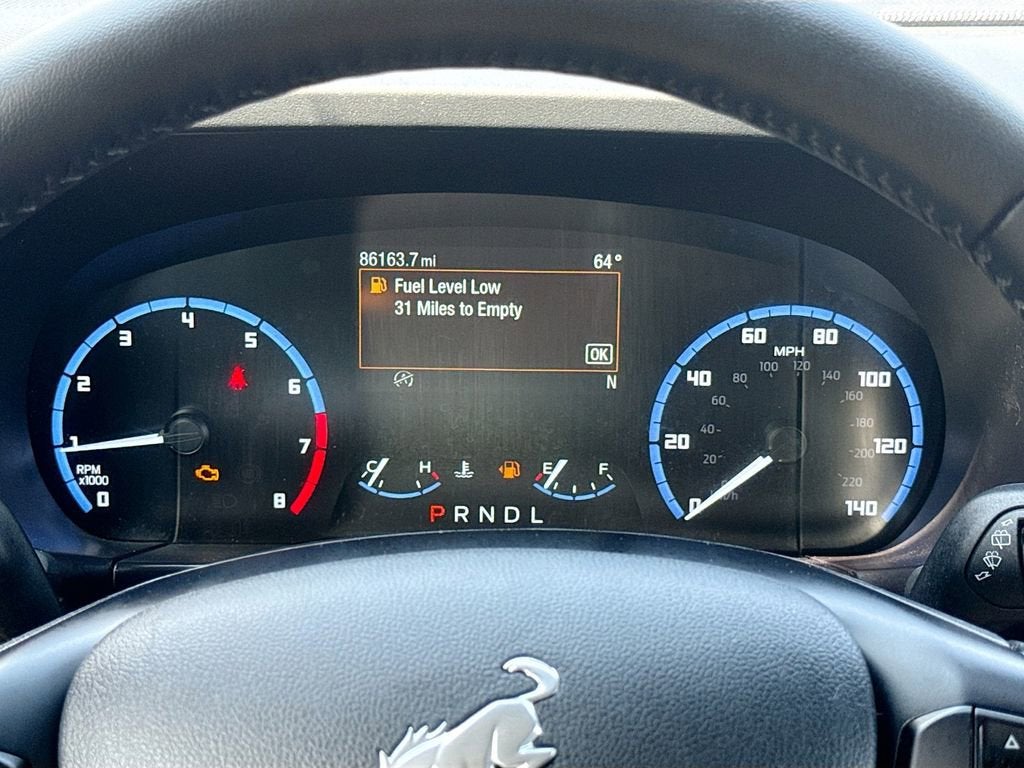 86163.7 mi 64°
Fuel Level Low
31 Miles to Empty
OK
N
0 1 2 3 4 5 6 7 8
RPM
x1000
C H
E F
P R N D L
0 20 40 60 80 100 120 140
MPH
20 40 60 80 100 120 140 160 180 200 220